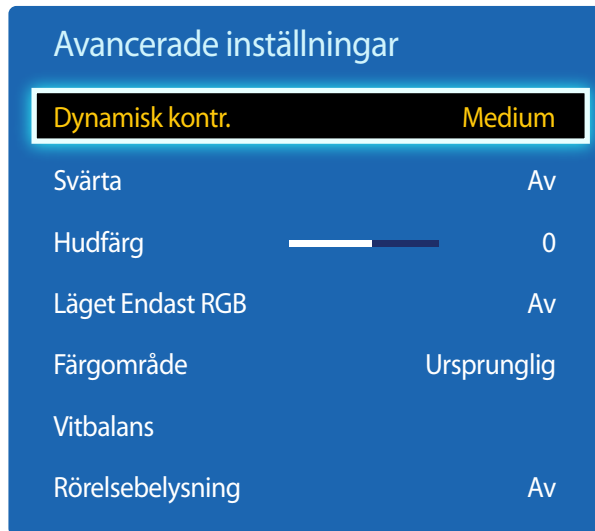 Avancerade inställningar
Dynamisk kontr. Medium
Svärta Av
Hudfärg 0
Läget Endast RGB Av
Färgområde Ursprunglig
Vitbalans
Rörelsebelysning Av